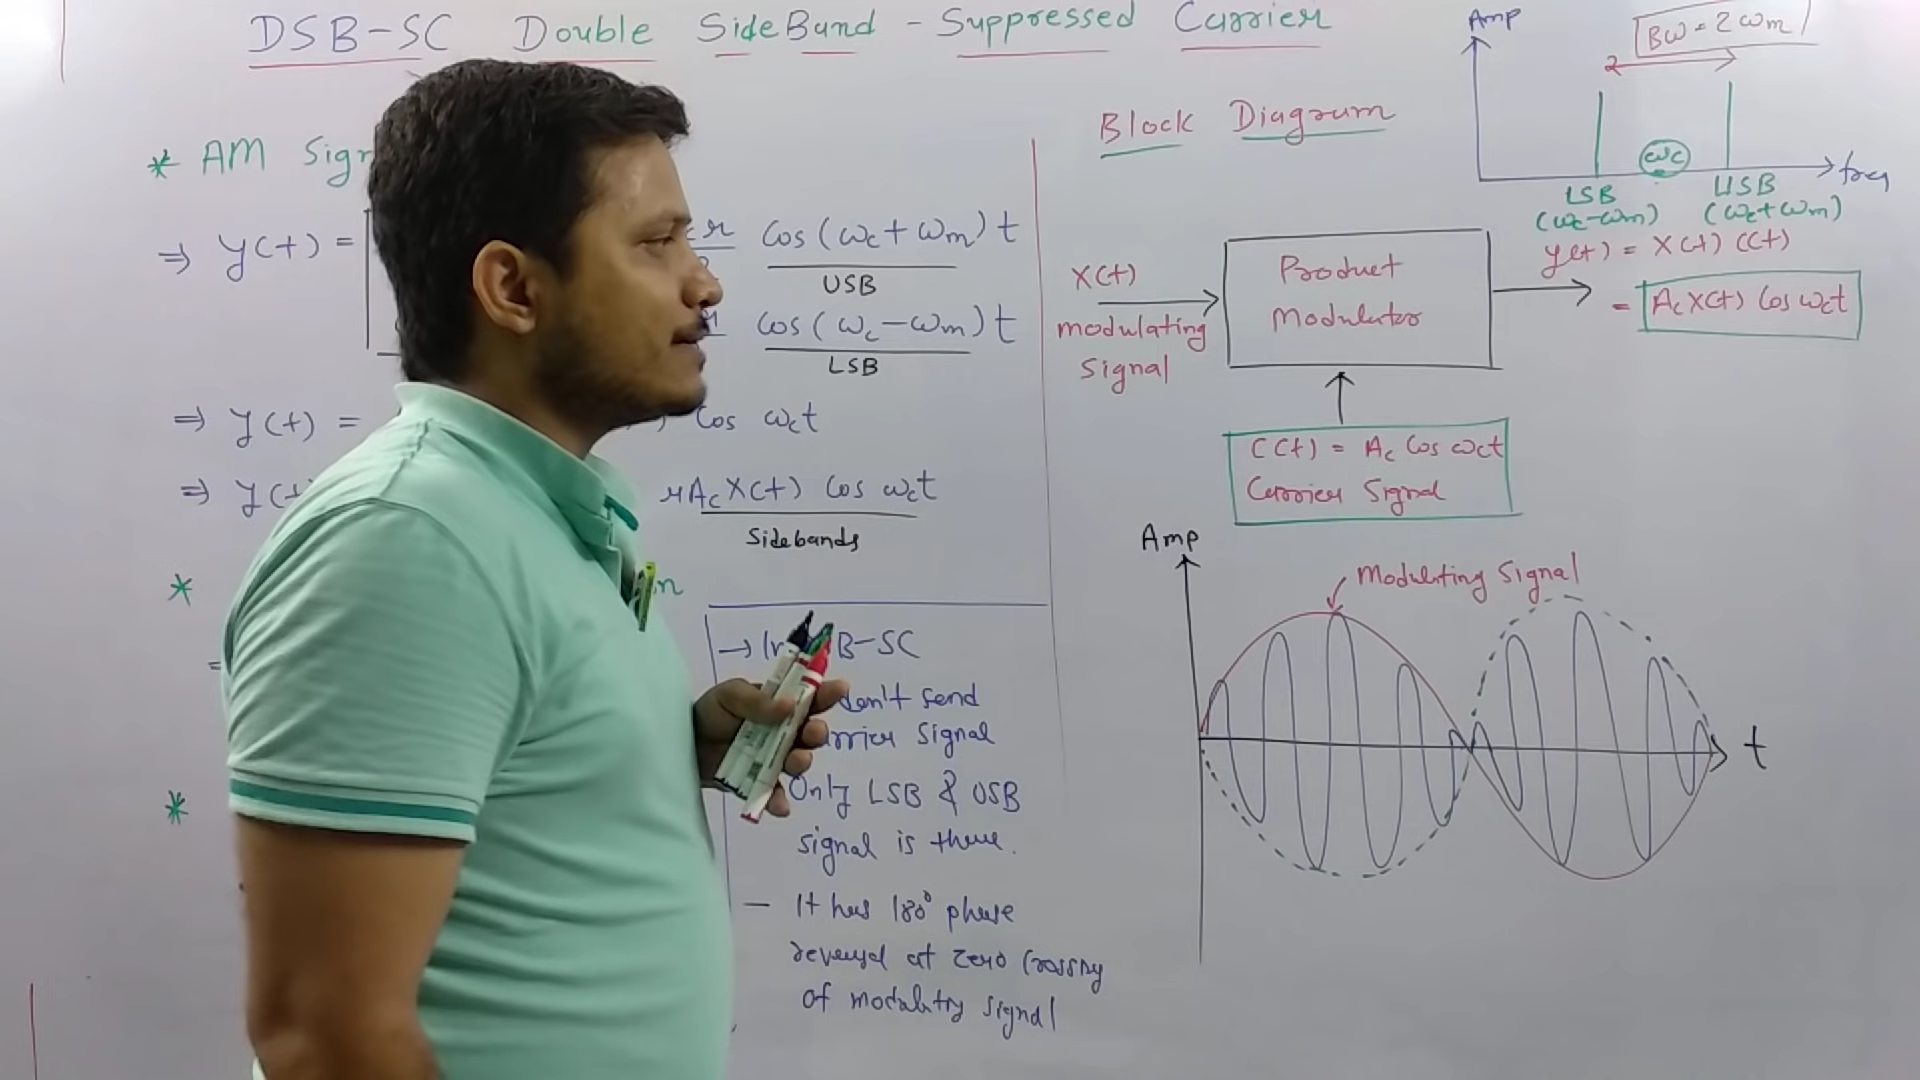 DSB-SC Double SideBand - Suppressed Carrier
* AM Sig
⇒ y(t) = cos (ωc + ωm) t
USB
cos (ωc - ωm) t
LSB
⇒ y(t) = cos ωct
⇒ y(t) μAc x(t) cos ωct
Sidebands
*
*
→ In B-SC
don't send
Carrier Signal
Only LSB & USB
signal is there.
- It has 180° phase
reversal at zero crossing
of modulating signal
Block Diagram
x(t)
modulating
signal
Product
Modulator
y(t) = x(t) c(t)
= Ac x(t) cos ωct
c(t) = Ac cos ωct
Carrier Signal
Amp
BW = 2ωm
ωc
freq
LSB
(ωc-ωm)
USB
(ωc+ωm)
Amp
Modulating Signal
t